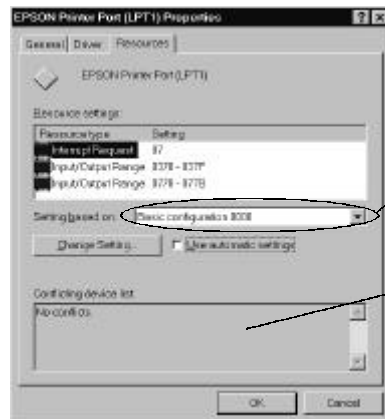 EPSON Printer Port (LPT1) Properties
General Driver Resources
EPSON Printer Port (LPT1)
Resource settings:
Resource type Setting
Interrupt Request 07
Input/Output Range 0378 - 037F
Input/Output Range 0778 - 077B
Setting based on: Basic configuration 0000
Change Setting... Use automatic settings
Conflicting device list:
No conflicts.
OK Cancel